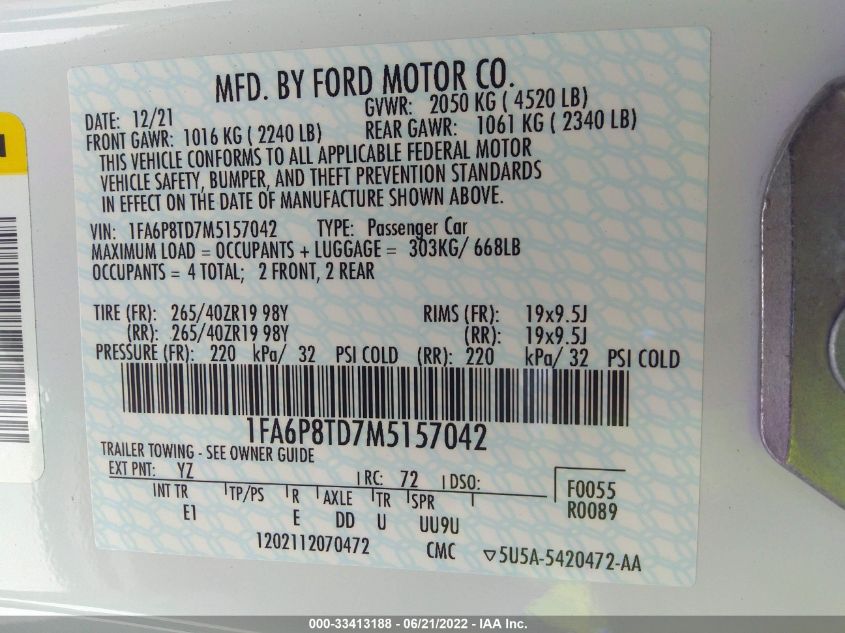 MFD. BY FORD MOTOR CO.
DATE: 12/21 GVWR: 2050 KG ( 4520 LB)
FRONT GAWR: 1016 KG ( 2240 LB) REAR GAWR: 1061 KG ( 2340 LB)
THIS VEHICLE CONFORMS TO ALL APPLICABLE FEDERAL MOTOR
VEHICLE SAFETY, BUMPER, AND THEFT PREVENTION STANDARDS
IN EFFECT ON THE DATE OF MANUFACTURE SHOWN ABOVE.
VIN: 1FA6P8TD7M5157042 TYPE: Passenger Car
MAXIMUM LOAD = OCCUPANTS + LUGGAGE = 303KG/ 668LB
OCCUPANTS = 4 TOTAL; 2 FRONT, 2 REAR
TIRE (FR): 265/40ZR19 98Y RIMS (FR): 19x9.5J
(RR): 265/40ZR19 98Y (RR): 19x9.5J
PRESSURE (FR): 220 kPa/ 32 PSI COLD (RR): 220 kPa/ 32 PSI COLD
1FA6P8TD7M5157042
TRAILER TOWING - SEE OWNER GUIDE
EXT PNT: YZ RC: 72 DSO: F0055
INT TR TP/PS R AXLE TR SPR R0089
E1 E DD U UU9U
1202112070472 CMC ▽5U5A-5420472-AA
000-33413188 - 06/21/2022 - IAA Inc.